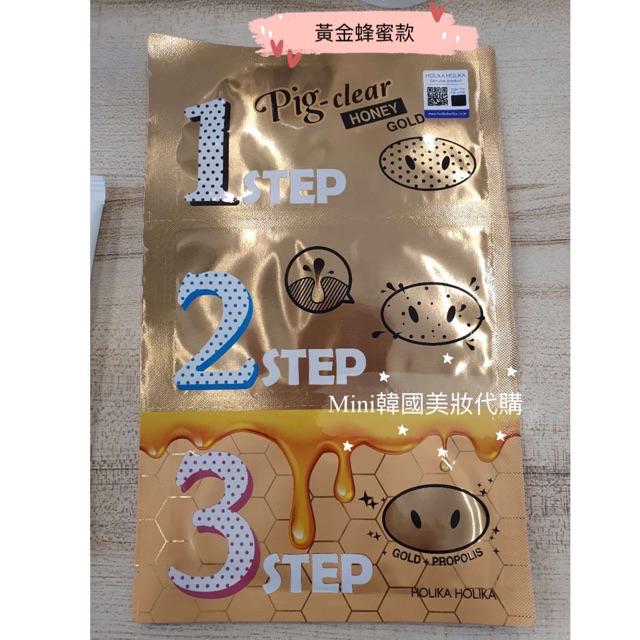 黃金蜂蜜款
HOLIKA HOLIKA
Pig-clear
HONEY
GOLD
1 STEP
2 STEP
Mini韓國美妝代購
3 STEP
GOLD + PROPOLIS
HOLIKA HOLIKA